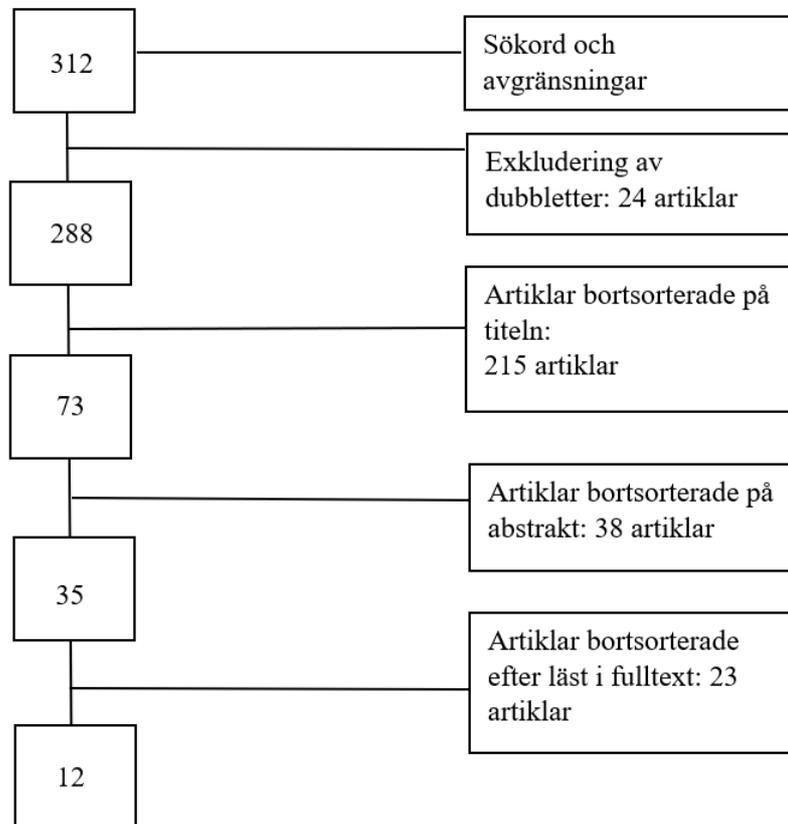 312
Sökord och
avgränsningar
Exkludering av
dubbletter: 24 artiklar
288
Artiklar bortsorterade på
titeln:
215 artiklar
73
Artiklar bortsorterade på
abstrakt: 38 artiklar
35
Artiklar bortsorterade
efter läst i fulltext: 23
artiklar
12